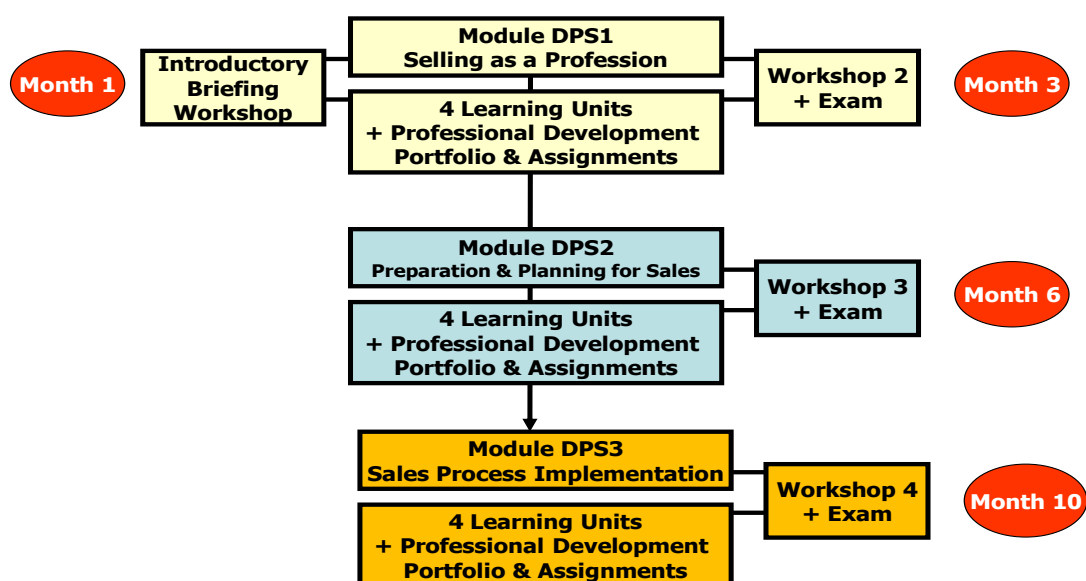 Module DPS1
Selling as a Profession
Month 1
Introductory
Briefing
Workshop
4 Learning Units
+ Professional Development
Portfolio & Assignments
Workshop 2
+ Exam
Month 3
Module DPS2
Preparation & Planning for Sales
4 Learning Units
+ Professional Development
Portfolio & Assignments
Workshop 3
+ Exam
Month 6
Module DPS3
Sales Process Implementation
4 Learning Units
+ Professional Development
Portfolio & Assignments
Workshop 4
+ Exam
Month 10